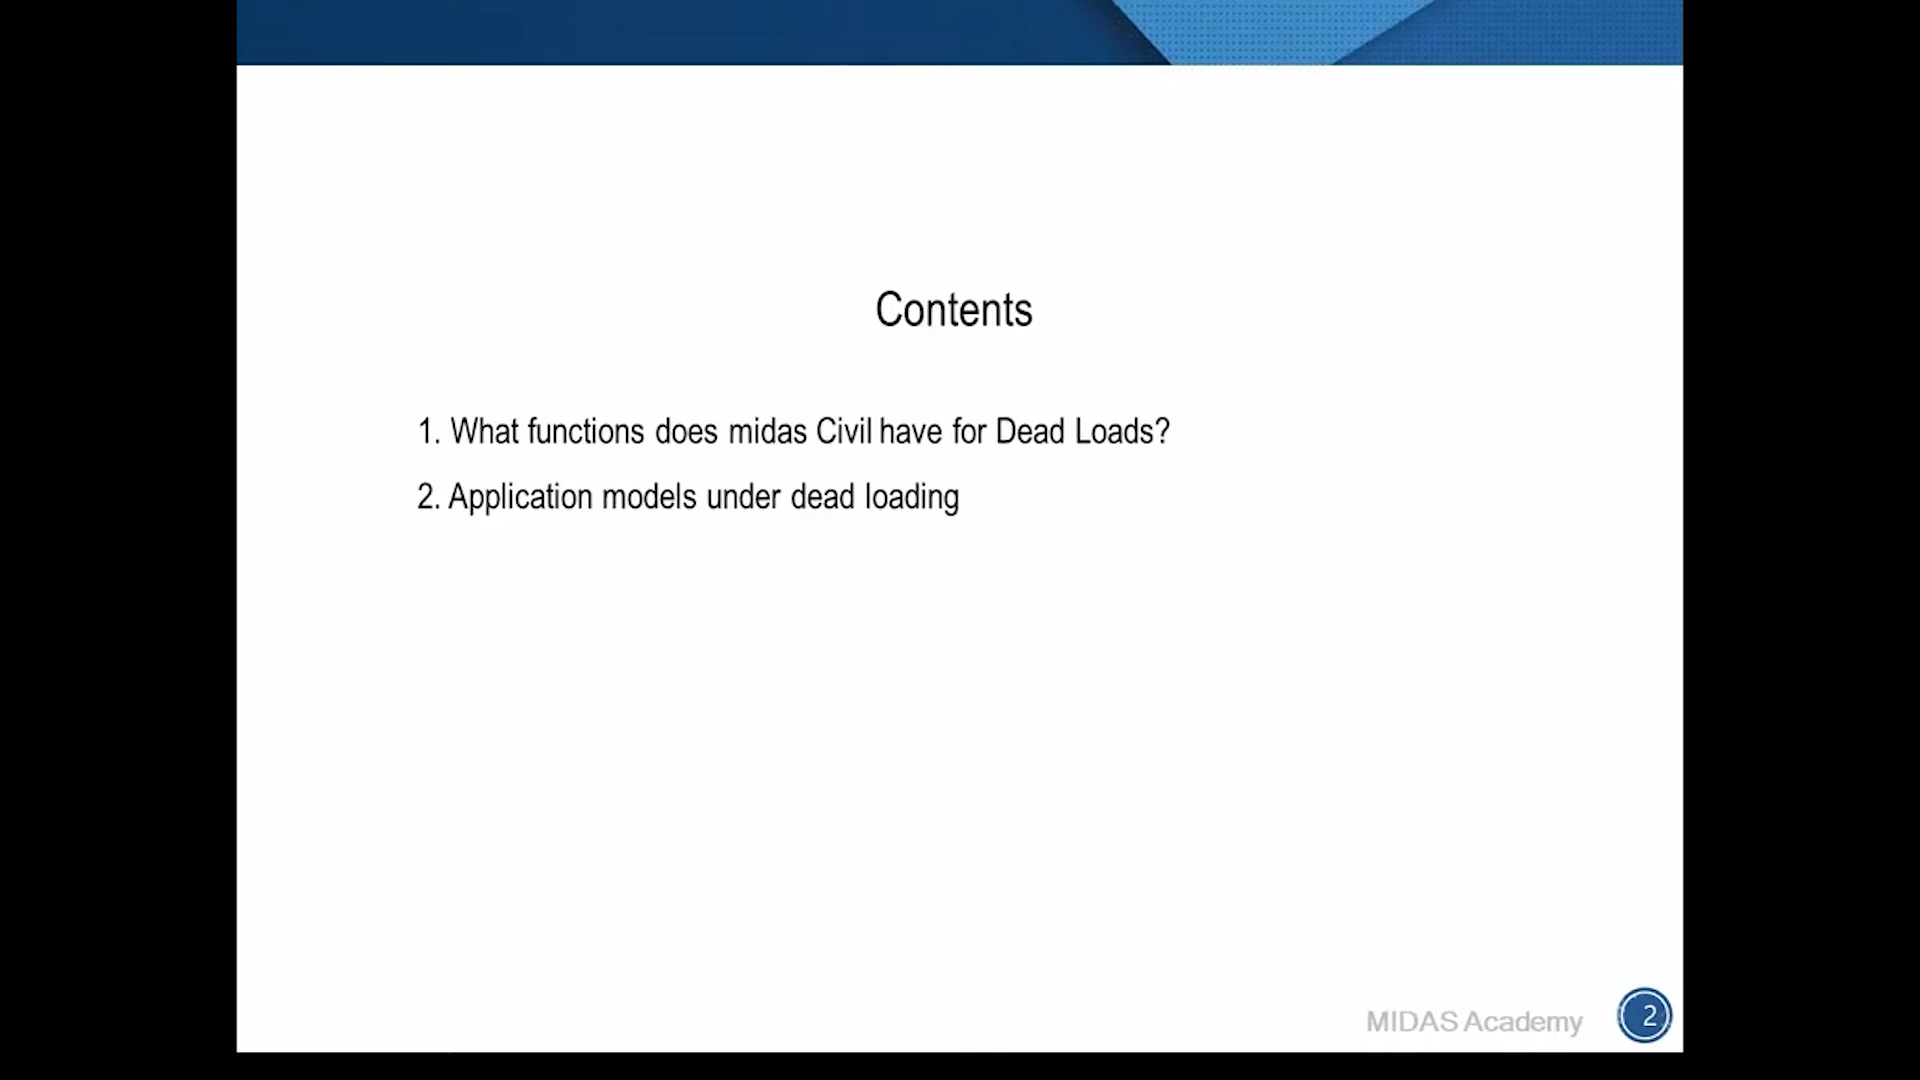 Contents
1. What functions does midas Civil have for Dead Loads?
2. Application models under dead loading
MIDAS Academy
2